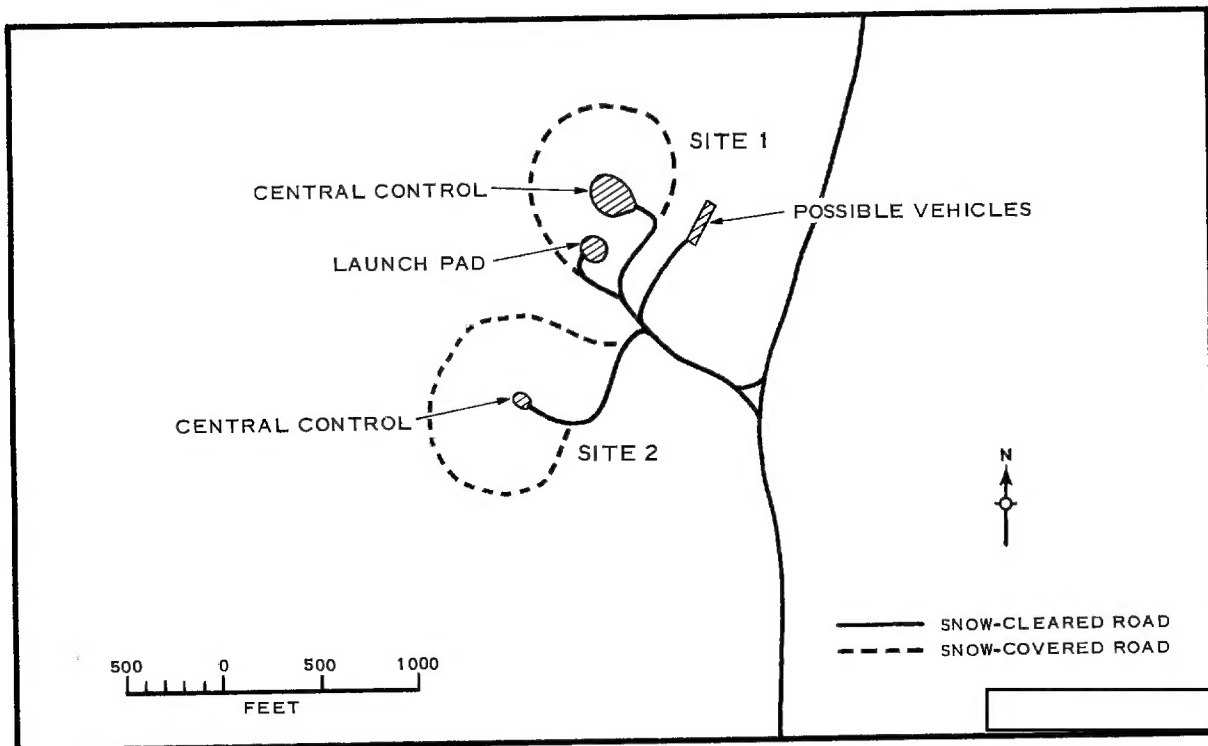 SITE 1
CENTRAL CONTROL
POSSIBLE VEHICLES
LAUNCH PAD
CENTRAL CONTROL
SITE 2
N
SNOW-CLEARED ROAD
SNOW-COVERED ROAD
500 0 500 1000
FEET